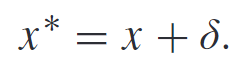 x* = x + δ.